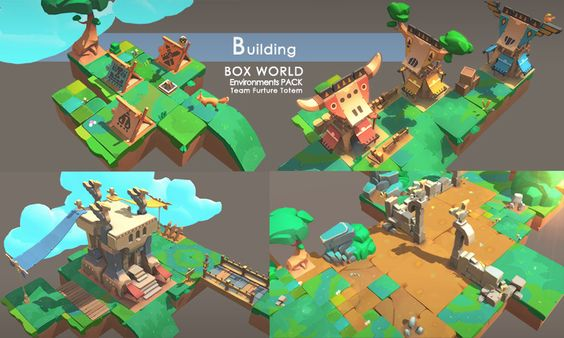 Building
BOX WORLD
Environments PACK
Team Furture Totem